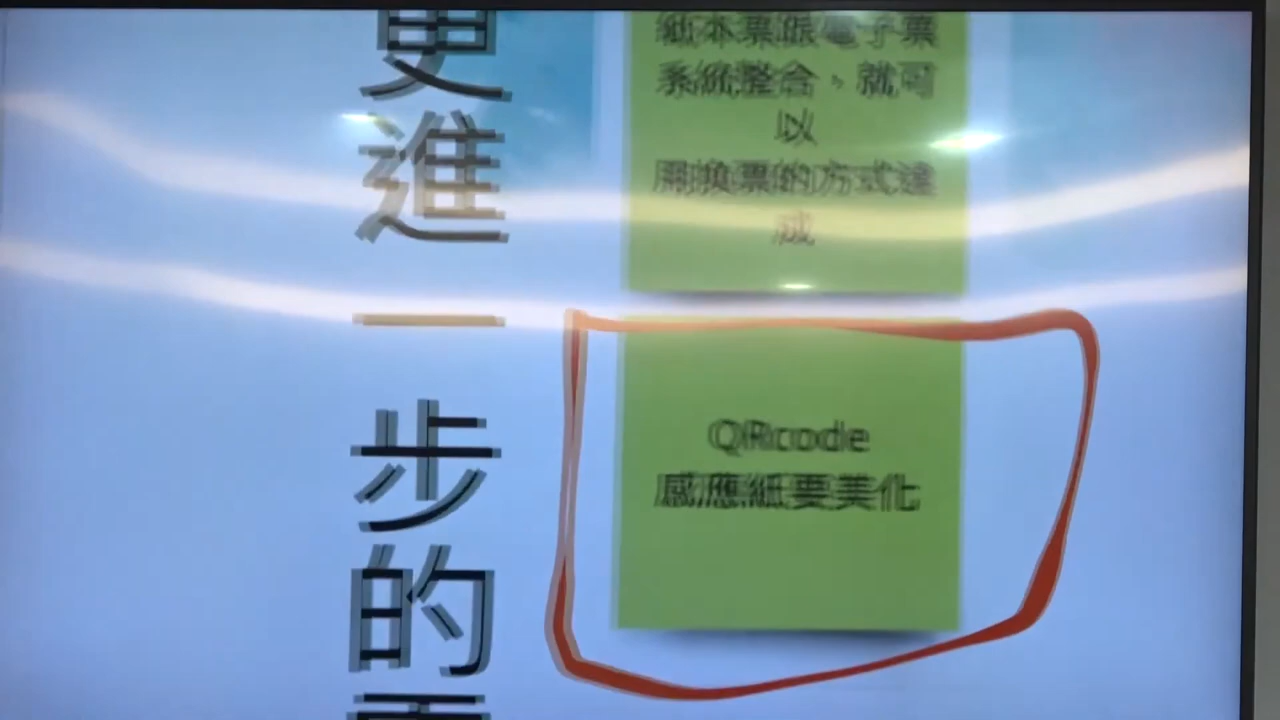 更進一步的
紙本票跟電子票
系統整合，就可
以
用換票的方式達
成
QRcode
感應紙要美化